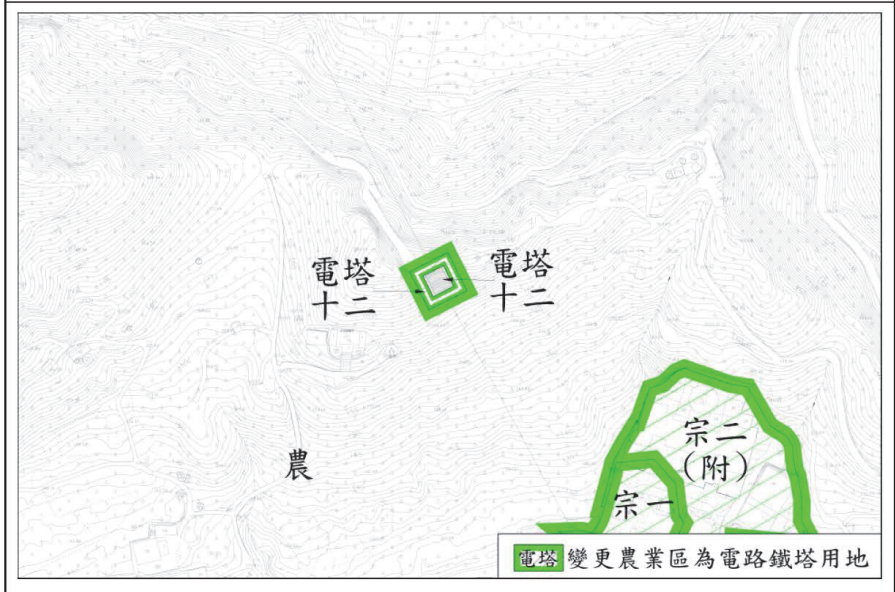 電塔
十二
電塔
十二
農
宗二
(附)
宗一
電塔 變更農業區為電路鐵塔用地